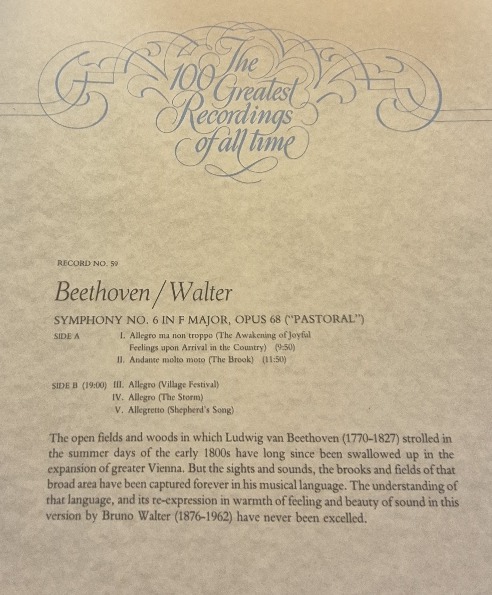 The
100 Greatest
Recordings
of all time
RECORD NO. 59
Beethoven / Walter
SYMPHONY NO. 6 IN F MAJOR, OPUS 68 ("PASTORAL")
SIDE A I. Allegro ma non troppo (The Awakening of Joyful
Feelings upon Arrival in the Country) (9:50)
II. Andante molto moto (The Brook) (11:50)
SIDE B (19:00) III. Allegro (Village Festival)
IV. Allegro (The Storm)
V. Allegretto (Shepherd's Song)
The open fields and woods in which Ludwig van Beethoven (1770–1827) strolled in
the summer days of the early 1800s have long since been swallowed up in the
expansion of greater Vienna. But the sights and sounds, the brooks and fields of that
broad area have been captured forever in his musical language. The understanding of
that language, and its re-expression in warmth of feeling and beauty of sound in this
version by Bruno Walter (1876-1962) have never been excelled.